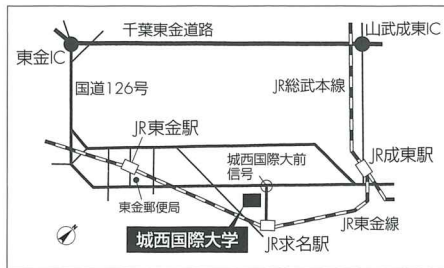 千葉東金道路
山武成東IC
東金IC
国道126号
JR総武本線
JR東金駅
城西国際大前
信号
JR成東駅
東金郵便局
城西国際大学
JR求名駅
JR東金線